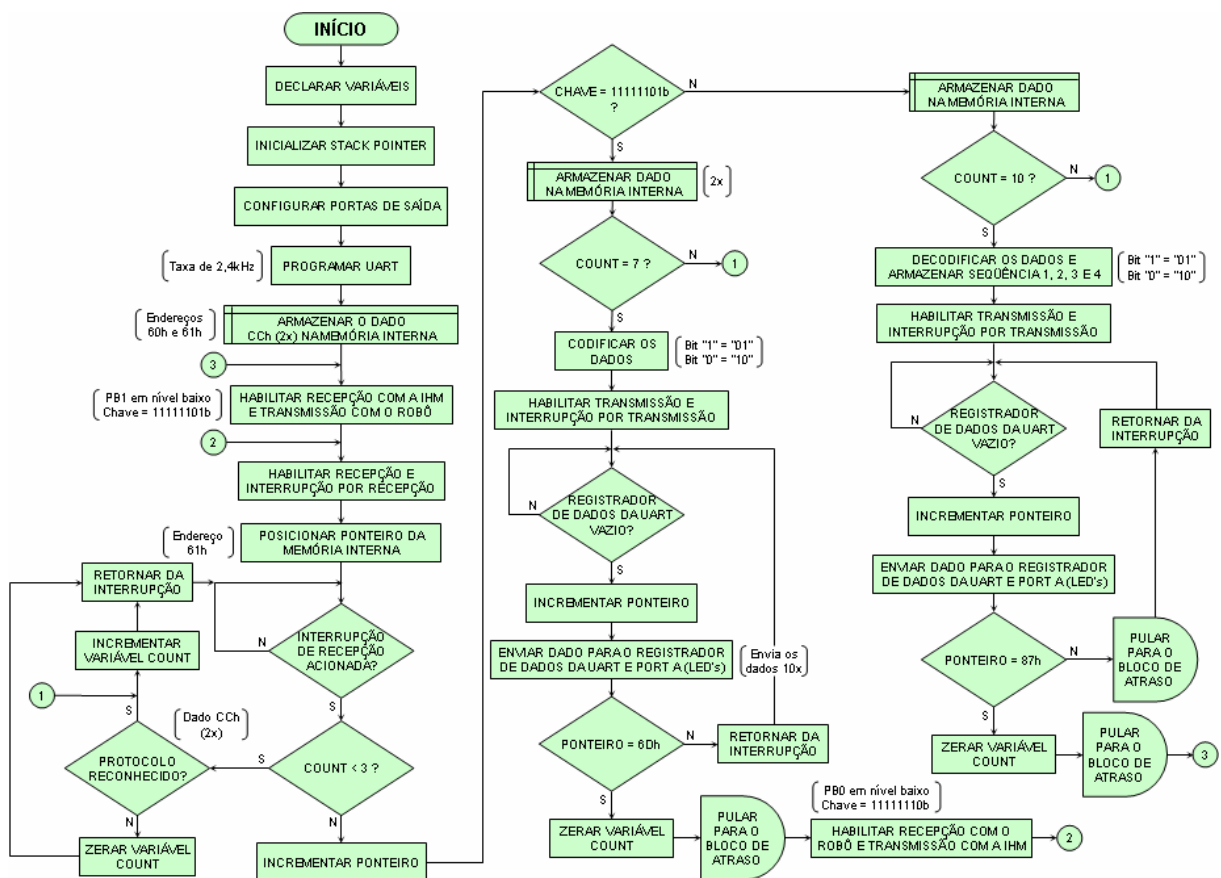 INÍCIO
DECLARAR VARIÁVEIS
INICIALIZAR STACK POINTER
CONFIGURAR PORTAS DE SAÍDA
Taxa de 2,4kHz
PROGRAMAR UART
Endereços
60h e 61h
ARMAZENAR O DADO
CCh (2x) NA MEMÓRIA INTERNA
3
PB1 em nível baixo
Chave = 11111101b
HABILITAR RECEPÇÃO COM A IHM
E TRANSMISSÃO COM O ROBÔ
2
HABILITAR RECEPÇÃO E
INTERRUPÇÃO POR RECEPÇÃO
Endereço
61h
POSICIONAR PONTEIRO DA
MEMÓRIA INTERNA
RETORNAR DA
INTERRUPÇÃO
INTERRUPÇÃO
DE RECEPÇÃO
ACIONADA?
N
S
INCREMENTAR
VARIÁVEL COUNT
1
S
Dado CCh
(2x)
PROTOCOLO
RECONHECIDO?
S
COUNT < 3 ?
N
N
ZERAR VARIÁVEL
COUNT
INCREMENTAR PONTEIRO
CHAVE = 11111101b
?
N
S
ARMAZENAR DADO
NA MEMÓRIA INTERNA
2x
COUNT = 7 ?
N
1
S
CODIFICAR OS
DADOS
Bit "1" = "01"
Bit "0" = "10"
HABILITAR TRANSMISSÃO E
INTERRUPÇÃO POR TRANSMISSÃO
REGISTRADOR
DE DADOS DA UART
VAZIO?
N
S
INCREMENTAR PONTEIRO
ENVIAR DADO PARA O REGISTRADOR
DE DADOS DA UART E PORT A (LED's)
Envia os
dados 10x
PONTEIRO = 6Dh
N
RETORNAR DA
INTERRUPÇÃO
S
ZERAR VARIÁVEL
COUNT
PULAR
PARA O
BLOCO DE
ATRASO
PB0 em nível baixo
Chave = 11111110b
HABILITAR RECEPÇÃO COM O
ROBÔ E TRANSMISSÃO COM A IHM
2
ARMAZENAR DADO
NA MEMÓRIA INTERNA
COUNT = 10 ?
N
1
S
DECODIFICAR OS DADOS E
ARMAZENAR SEQÜÊNCIA 1, 2, 3 E 4
Bit "1" = "01"
Bit "0" = "10"
HABILITAR TRANSMISSÃO E
INTERRUPÇÃO POR TRANSMISSÃO
REGISTRADOR
DE DADOS DA UART
VAZIO?
N
S
RETORNAR DA
INTERRUPÇÃO
INCREMENTAR PONTEIRO
ENVIAR DADO PARA O REGISTRADOR
DE DADOS DA UART E PORT A (LED's)
PONTEIRO = 87h
N
PULAR
PARA O
BLOCO DE
ATRASO
S
ZERAR VARIÁVEL
COUNT
PULAR
PARA O
BLOCO DE
ATRASO
3